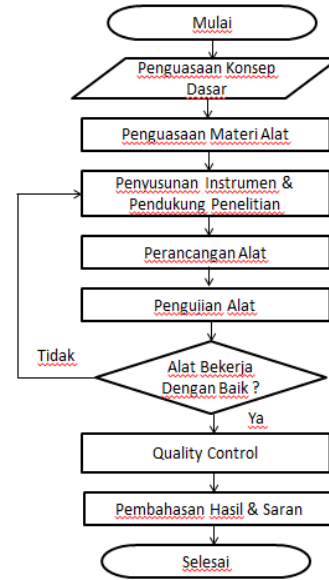 Mulai
Penguasaan Konsep
Dasar
Penguasaan Materi Alat
Penyusunan Instrumen &
Pendukung Penelitian
Perancangan Alat
Pengujian Alat
Tidak
Alat Bekerja
Dengan Baik ?
Ya
Quality Control
Pembahasan Hasil & Saran
Selesai